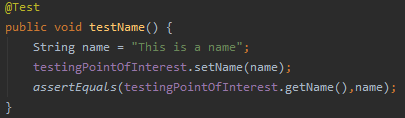 @Test
public void testName() {
    String name = "This is a name";
    testingPointOfInterest.setName(name);
    assertEquals(testingPointOfInterest.getName(),name);
}